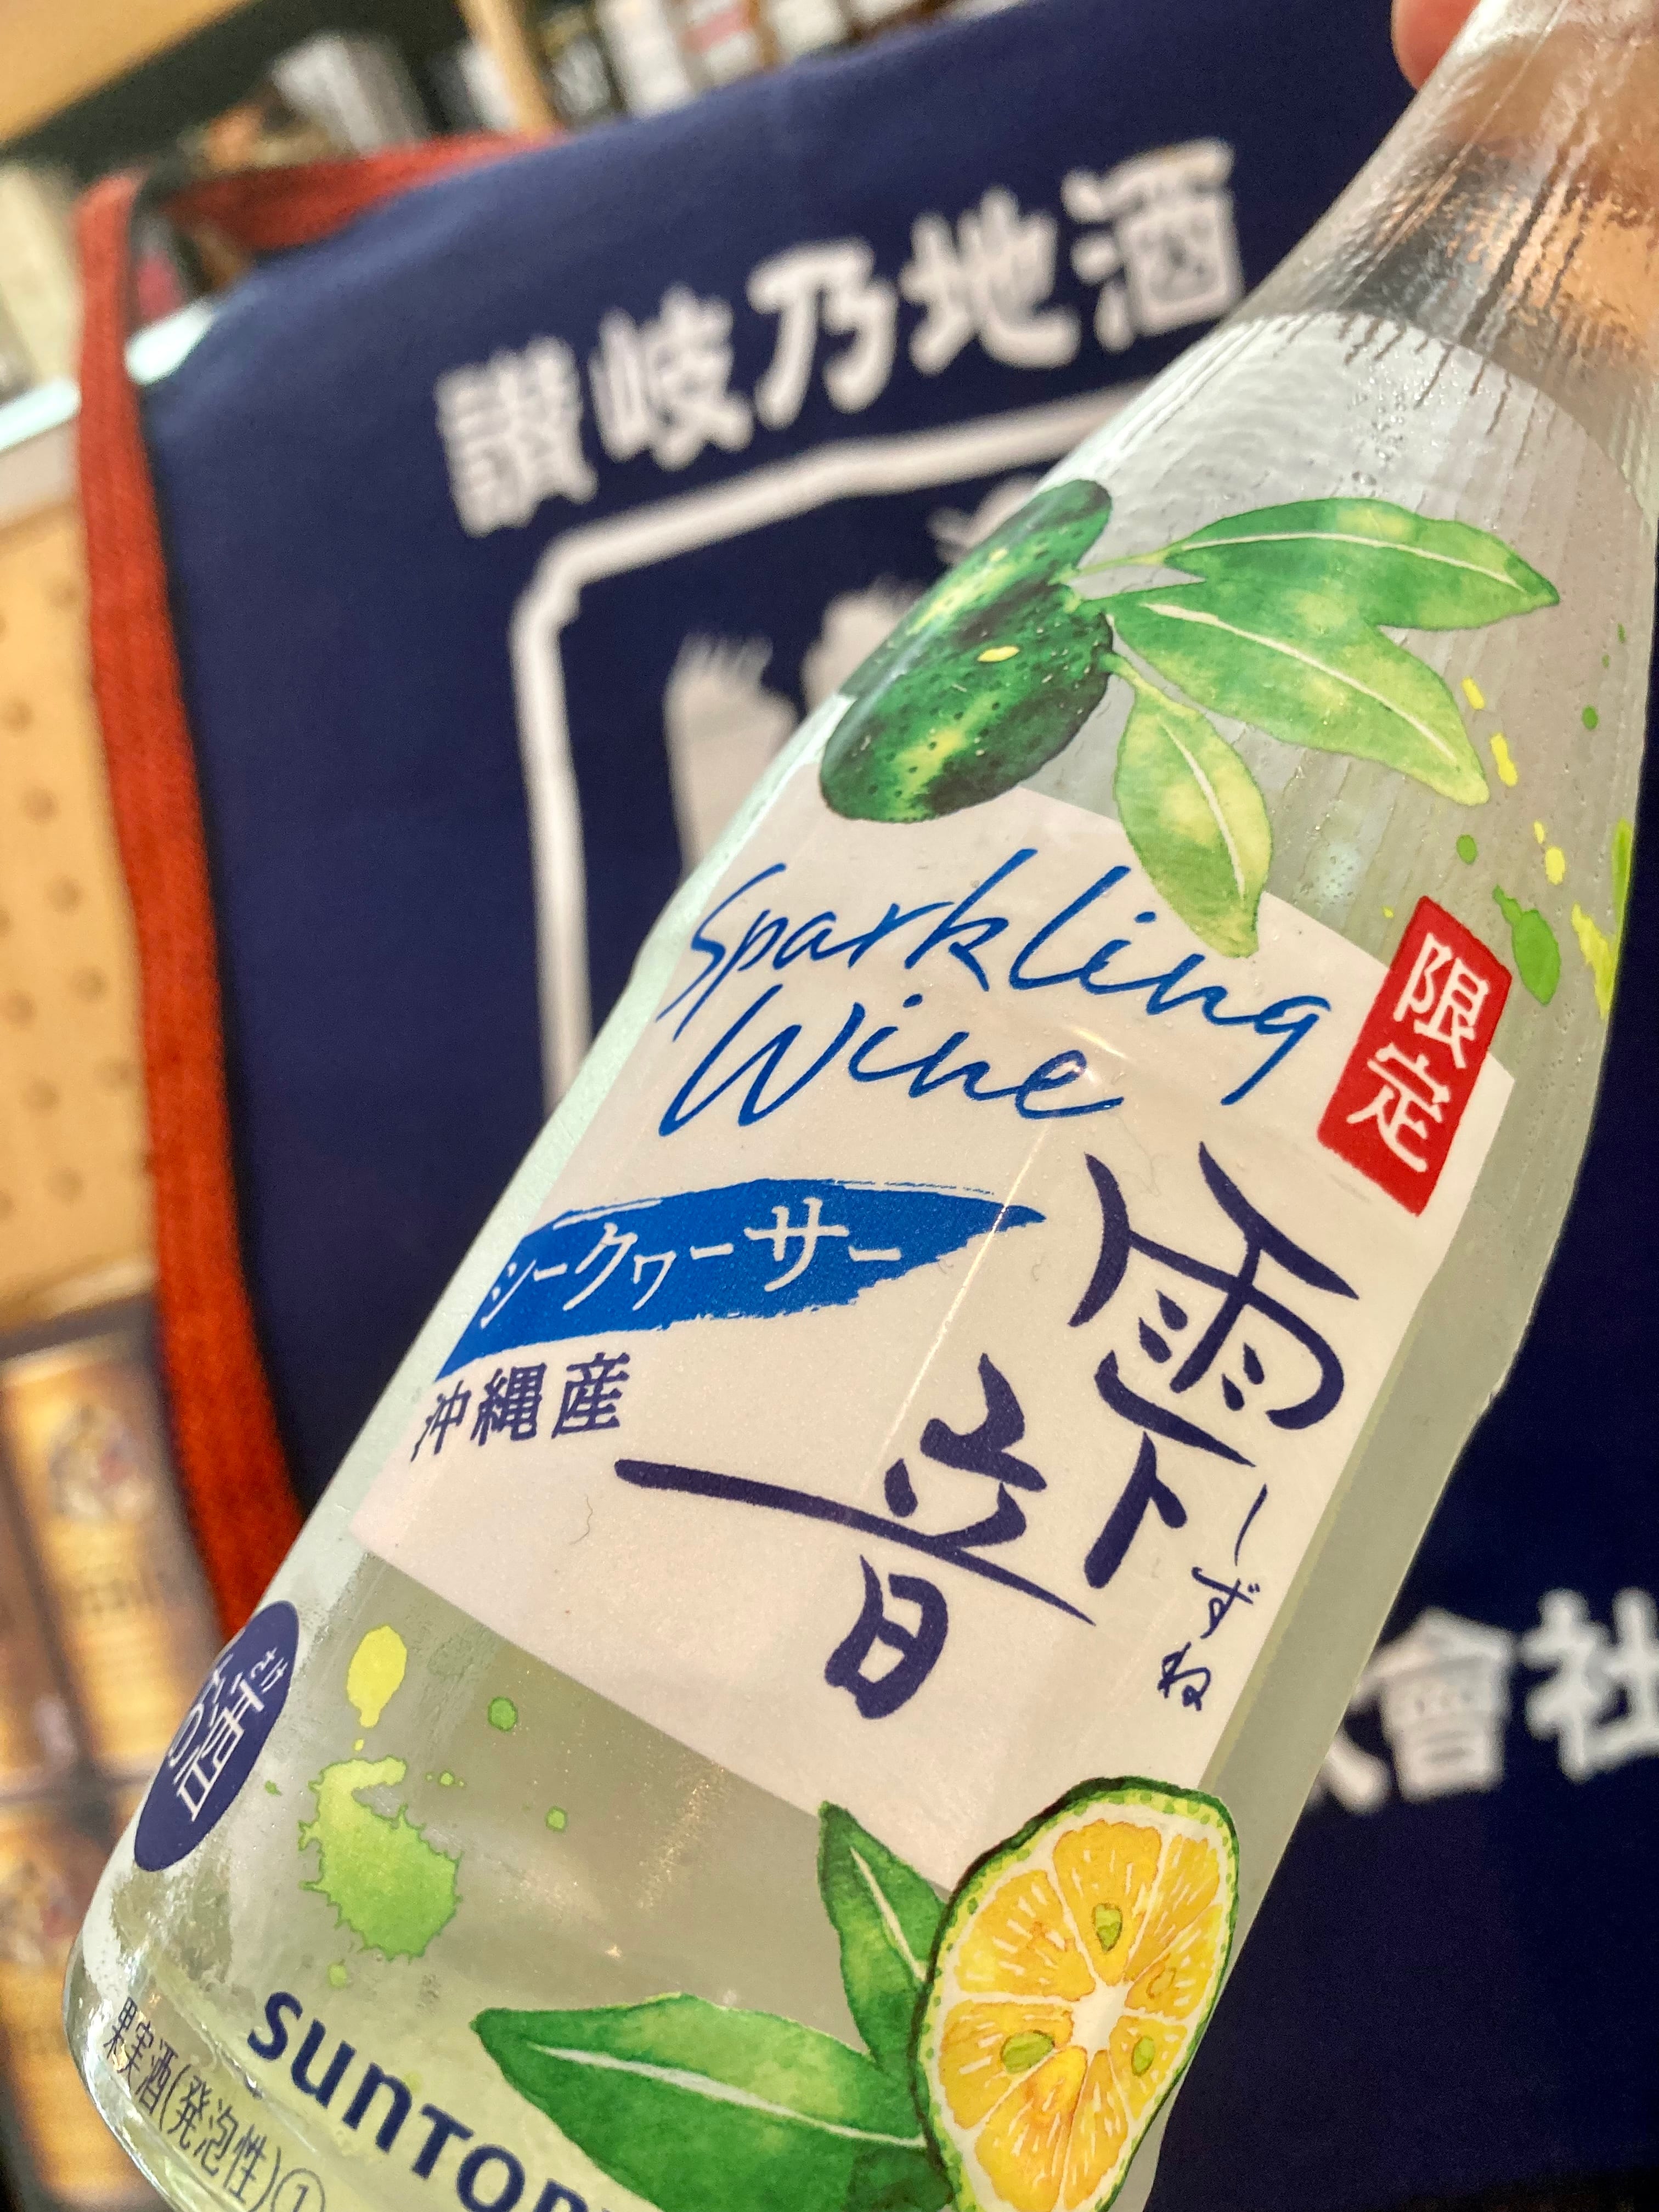 讃岐乃地酒
Sparkling
Wine
限定
シークヮーサー
沖縄産
雫音
しずね
SUNTORY
果実酒(発泡性)①
會社